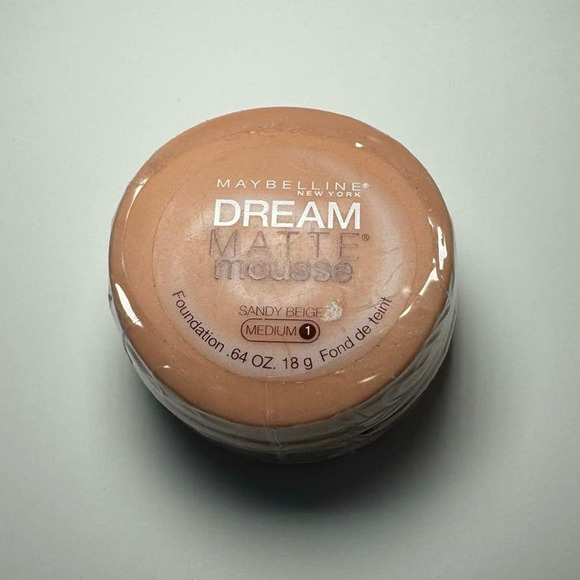 MAYBELLINE®
NEW YORK
DREAM
MATTE®
mousse
SANDY BEIGE
MEDIUM 1
Foundation .64 OZ. 18 g Fond de teint